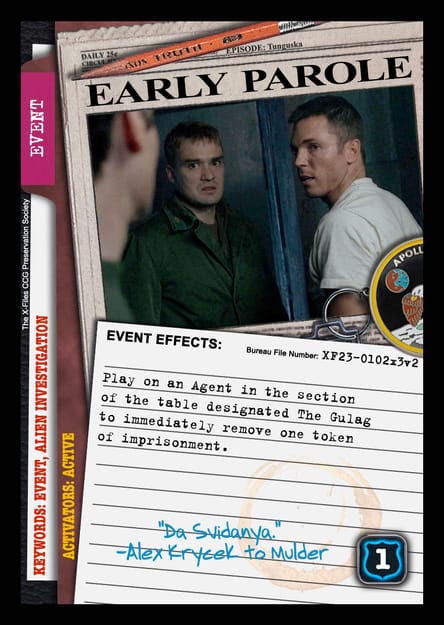 DAILY 25¢
EPISODE: Tunguska
EARLY PAROLE
EVENT
APOLL
The X-Files CCG Preservation Society
KEYWORDS: EVENT, ALIEN INVESTIGATION
ACTIVATORS: ACTIVE
EVENT EFFECTS:
Bureau File Number: XF23-0102x3v2
Play on an Agent in the section
of the table designated The Gulag
to immediately remove one token
of imprisonment.
"Da Svidanya."
-Alex Krycek to Mulder
1